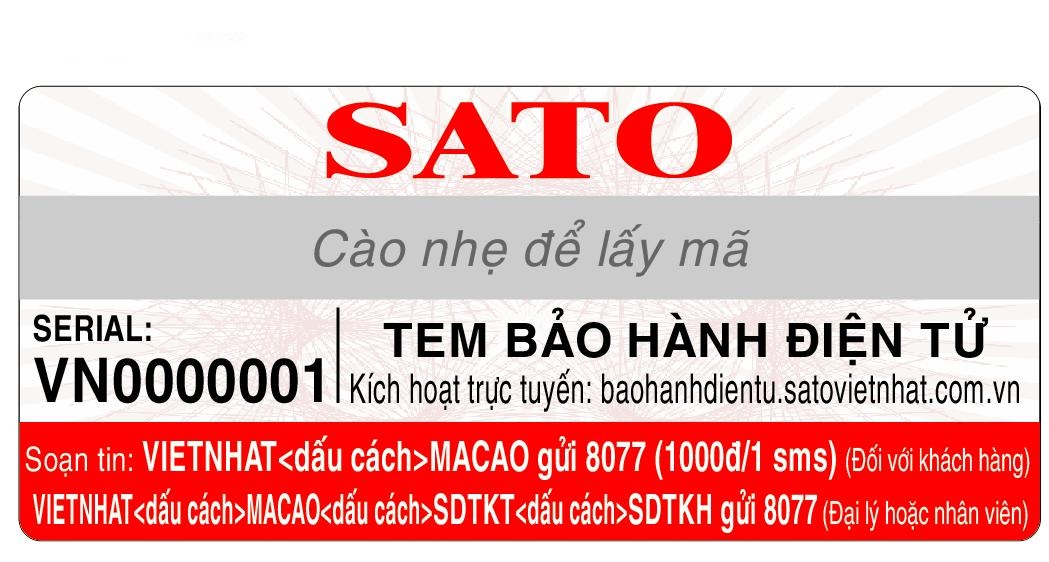 SATO
Cào nhẹ để lấy mã
SERIAL:
VN0000001
TEM BẢO HÀNH ĐIỆN TỬ
Kích hoạt trực tuyến: baohanhdientu.satovietnhat.com.vn
Soạn tin: VIETNHAT<dấu cách>MACAO gửi 8077 (1000đ/1 sms) (Đối với khách hàng)
VIETNHAT<dấu cách>MACAO<dấu cách>SDTKT<dấu cách>SDTKH gửi 8077 (Đại lý hoặc nhân viên)